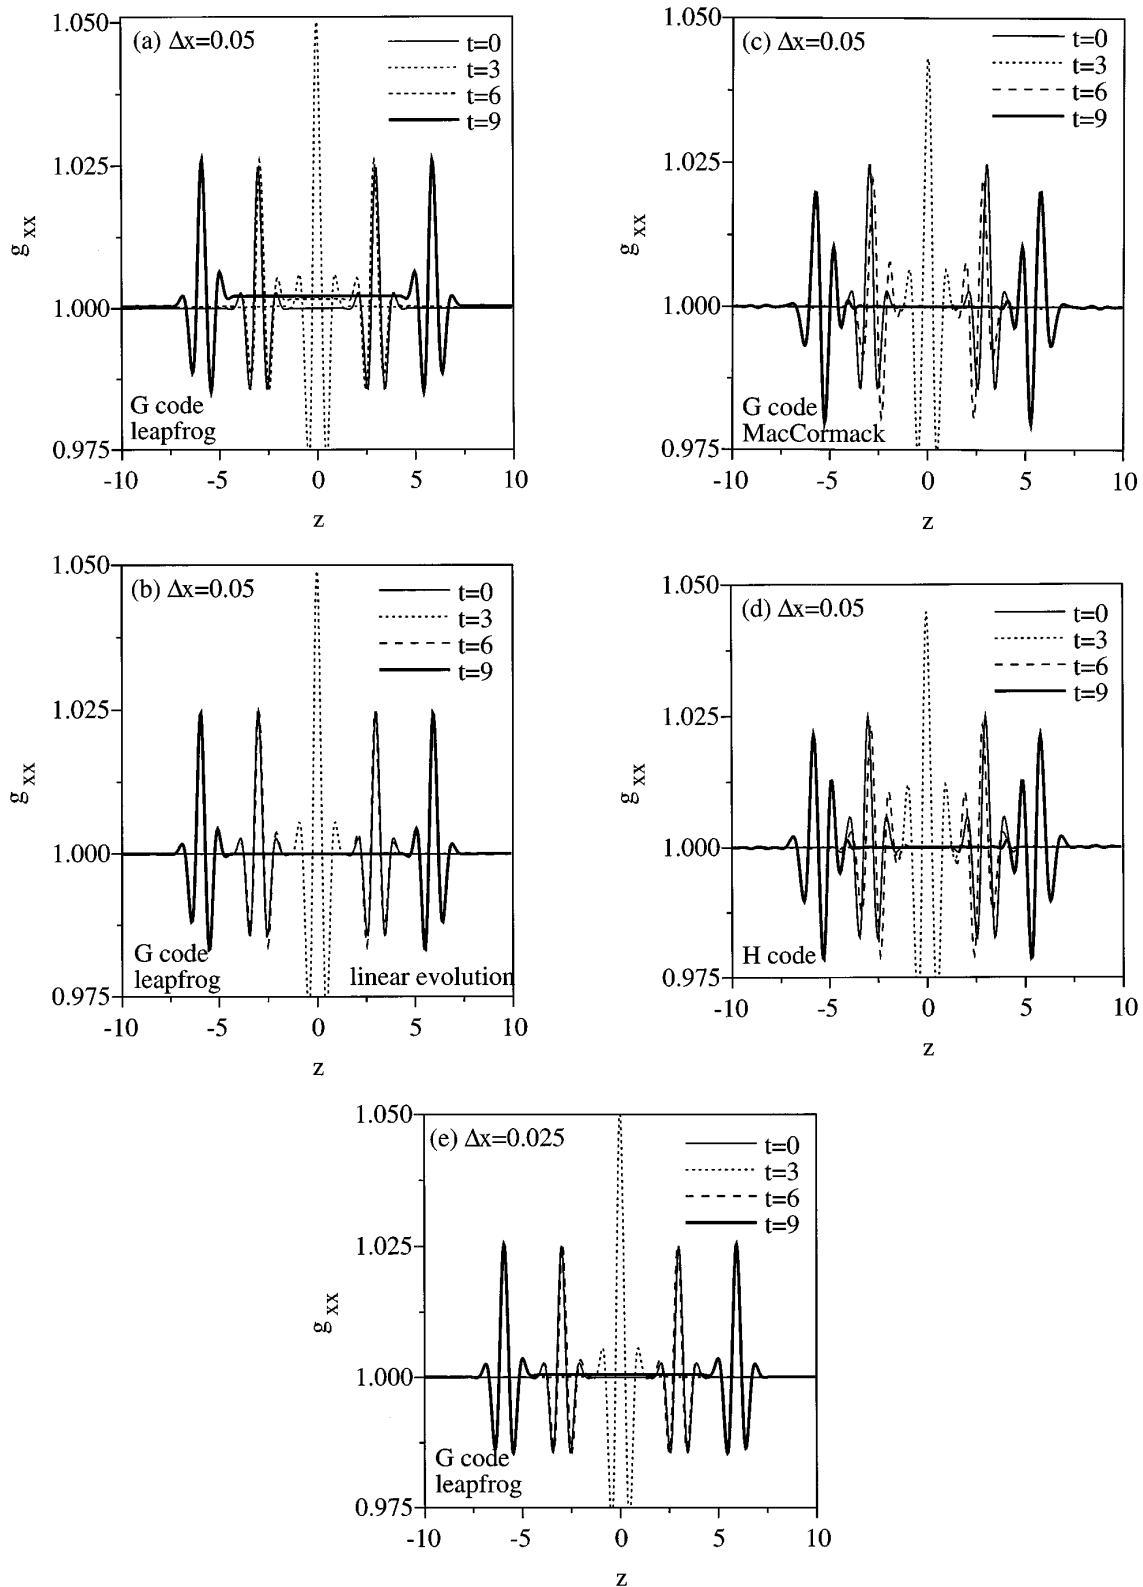 (a) Δx=0.05
t=0
t=3
t=6
t=9
1.050
1.025
1.000
0.975
gxx
G code
leapfrog
-10
-5
0
5
10
z
(c) Δx=0.05
t=0
t=3
t=6
t=9
1.050
1.025
1.000
0.975
gxx
G code
MacCormack
-10
-5
0
5
10
z
(b) Δx=0.05
t=0
t=3
t=6
t=9
1.050
1.025
1.000
0.975
gxx
G code
leapfrog
linear evolution
-10
-5
0
5
10
z
(d) Δx=0.05
t=0
t=3
t=6
t=9
1.050
1.025
1.000
0.975
gxx
H code
-10
-5
0
5
10
z
(e) Δx=0.025
t=0
t=3
t=6
t=9
1.050
1.025
1.000
0.975
gxx
G code
leapfrog
-10
-5
0
5
10
z